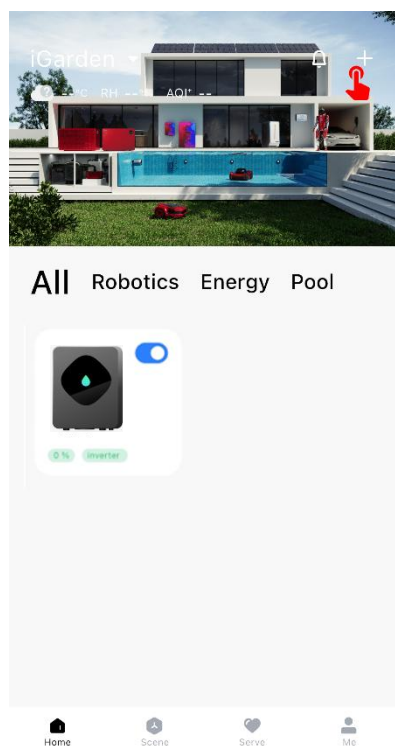 iGarden
--°C RH --% AQI* --
All Robotics Energy Pool
0 % inverter
Home Scene Serve Me